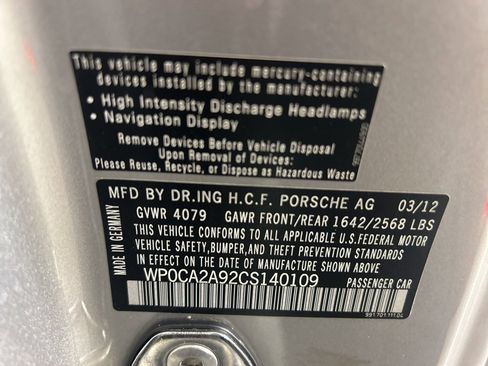 This vehicle may include mercury-containing
devices installed by the manufacturer:
• High Intensity Discharge Headlamps
• Navigation Display
Remove Devices Before Vehicle Disposal
Upon Removal of Devices
Please Reuse, Recycle, or Dispose as Hazardous Waste
MFD BY DR.ING H.C.F. PORSCHE AG 03/12
GVWR 4079 GAWR FRONT/REAR 1642/2568 LBS
THIS VEHICLE CONFORMS TO ALL APPLICABLE U.S.FEDERAL MOTOR
VEHICLE SAFETY,BUMPER,AND THEFT PREVENTION STANDARDS
IN EFFECT ON THE DATE OF MANUFACTURE SHOWN ABOVE
WP0CA2A92CS140109
PASSENGER CAR
MADE IN GERMANY
991.701.111.04